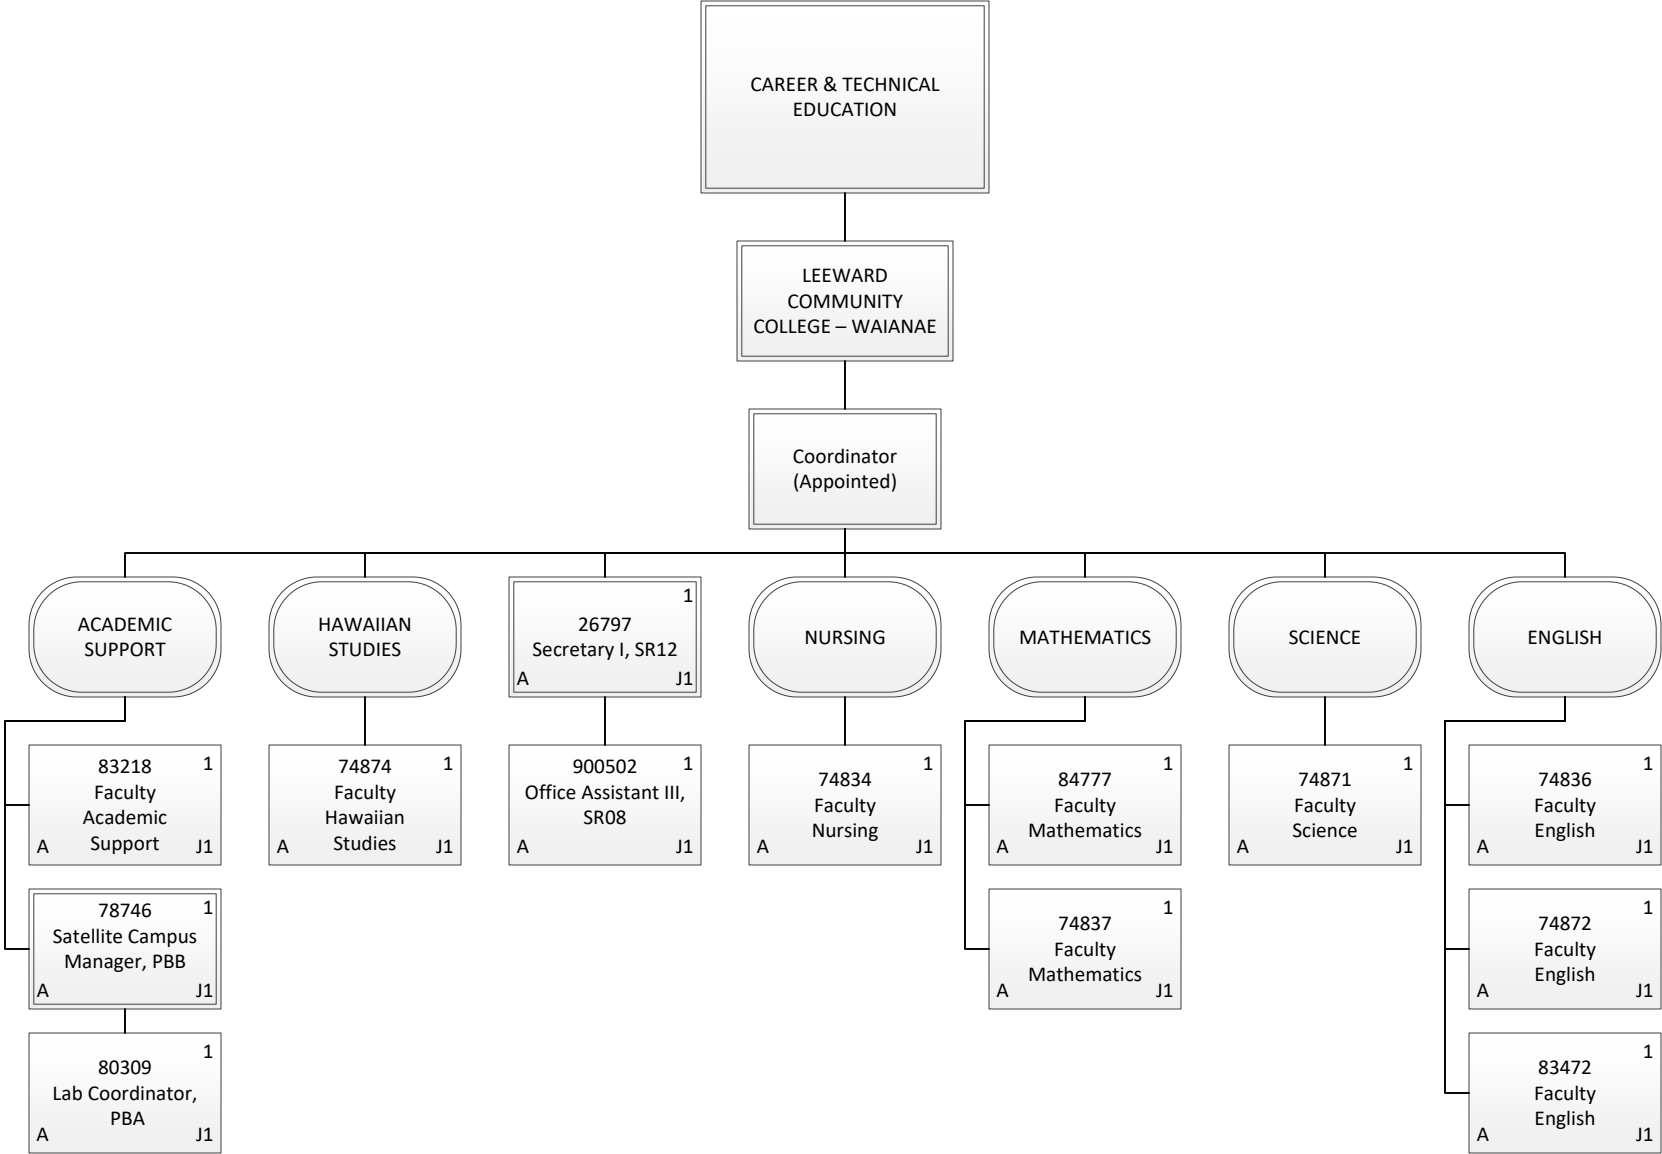 CAREER & TECHNICAL
EDUCATION
LEEWARD
COMMUNITY
COLLEGE – WAIANAE
Coordinator
(Appointed)
ACADEMIC
SUPPORT
HAWAIIAN
STUDIES
1
26797
Secretary I, SR12
A J1
NURSING
MATHEMATICS
SCIENCE
ENGLISH
83218 1
Faculty
Academic
Support
A J1
74874 1
Faculty
Hawaiian
Studies
A J1
900502 1
Office Assistant III,
SR08
A J1
1
74834
Faculty
Nursing
A J1
1
84777
Faculty
Mathematics
A J1
1
74871
Faculty
Science
A J1
1
74836
Faculty
English
A J1
78746 1
Satellite Campus
Manager, PBB
A J1
1
74837
Faculty
Mathematics
A J1
1
74872
Faculty
English
A J1
1
80309
Lab Coordinator,
PBA
A J1
1
83472
Faculty
English
A J1